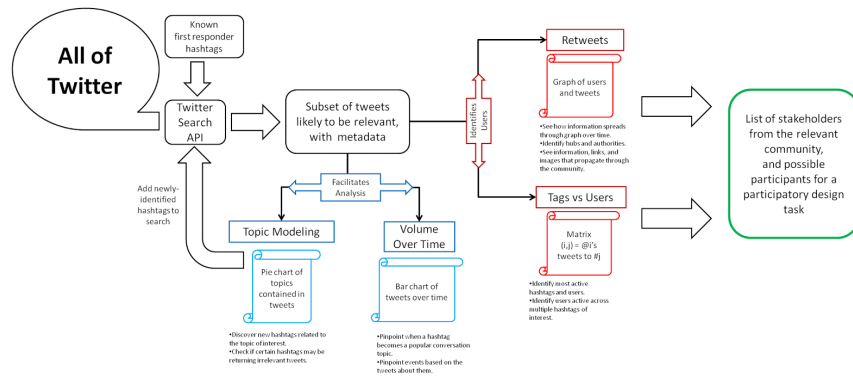 All of
Twitter
Known
first responder
hashtags
Twitter
Search
API
Subset of tweets
likely to be relevant,
with metadata
Identifies
Users
Retweets
Graph of users
and tweets
•See how information spreads
through graph over time.
•Identify hubs and authorities.
•See information, links, and
images that propagate through
the community.
List of stakeholders
from the relevant
community,
and possible
participants for a
participatory design
task
Add newly-
identified hashtags to
search
Facilitates
Analysis
Topic Modeling
Pie chart of
topics
contained in
tweets
•Discover new hashtags related to
the topic of interest.
•Check if certain hashtags may be
returning irrelevant tweets.
Volume
Over Time
Bar chart of
tweets over time
•Pinpoint when a hashtag
becomes a popular conversation
topic.
•Pinpoint events based on the
tweets about them.
Tags vs Users
Matrix
(i,j) = @i's
tweets to #j
•Identify most active
hashtags and users.
•Identify users active across
multiple hashtags of
interest.